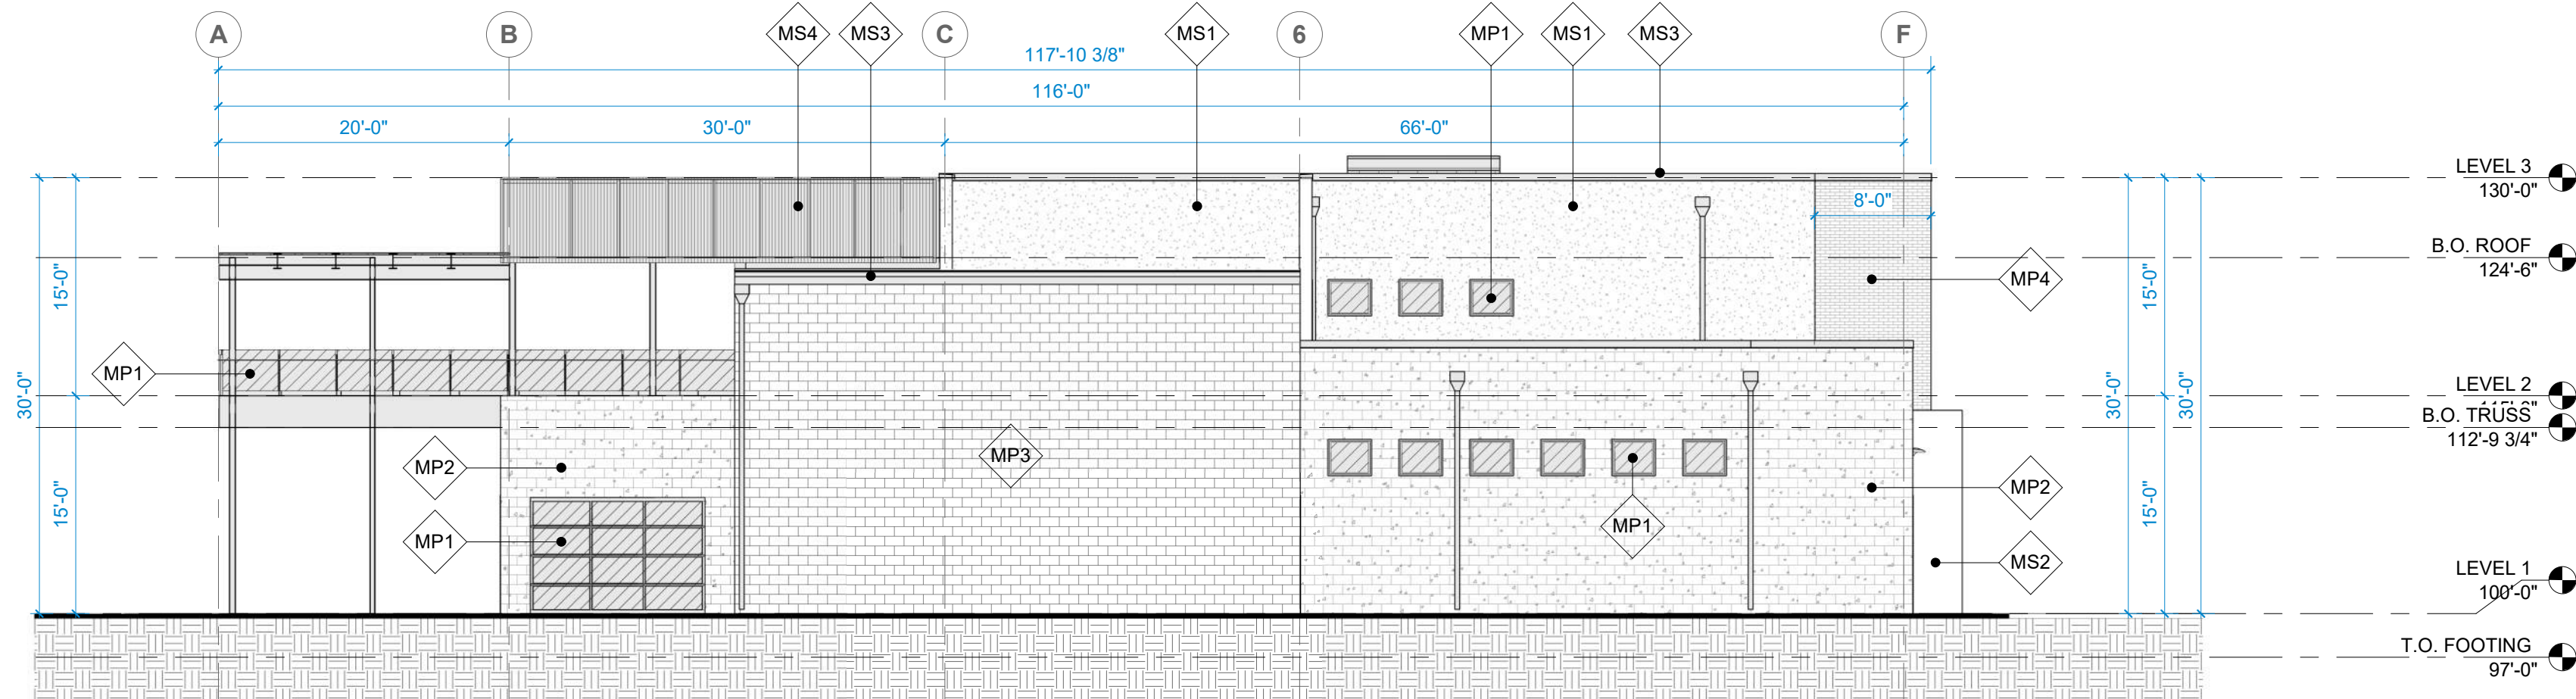 A
B
MS4
MS3
C
MS1
6
MP1
MS1
MS3
F
117'-10 3/8"
116'-0"
20'-0"
30'-0"
66'-0"
LEVEL 3
130'-0"
8'-0"
B.O. ROOF
124'-6"
MP4
15'-0"
15'-0"
MP1
30'-0"
30'-0"
30'-0"
LEVEL 2
B.O. TRUSS
112'-9 3/4"
MP2
MP3
MP2
15'-0"
15'-0"
MP1
MP1
MS2
LEVEL 1
100'-0"
T.O. FOOTING
97'-0"